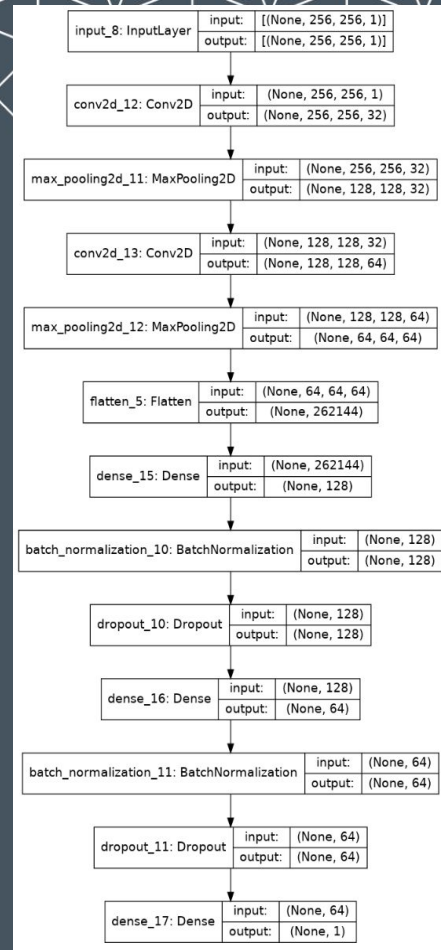 input_8: InputLayer
input: [(None, 256, 256, 1)]
output: [(None, 256, 256, 1)]
conv2d_12: Conv2D
input: (None, 256, 256, 1)
output: (None, 256, 256, 32)
max_pooling2d_11: MaxPooling2D
input: (None, 256, 256, 32)
output: (None, 128, 128, 32)
conv2d_13: Conv2D
input: (None, 128, 128, 32)
output: (None, 128, 128, 64)
max_pooling2d_12: MaxPooling2D
input: (None, 128, 128, 64)
output: (None, 64, 64, 64)
flatten_5: Flatten
input: (None, 64, 64, 64)
output: (None, 262144)
dense_15: Dense
input: (None, 262144)
output: (None, 128)
batch_normalization_10: BatchNormalization
input: (None, 128)
output: (None, 128)
dropout_10: Dropout
input: (None, 128)
output: (None, 128)
dense_16: Dense
input: (None, 128)
output: (None, 64)
batch_normalization_11: BatchNormalization
input: (None, 64)
output: (None, 64)
dropout_11: Dropout
input: (None, 64)
output: (None, 64)
dense_17: Dense
input: (None, 64)
output: (None, 1)